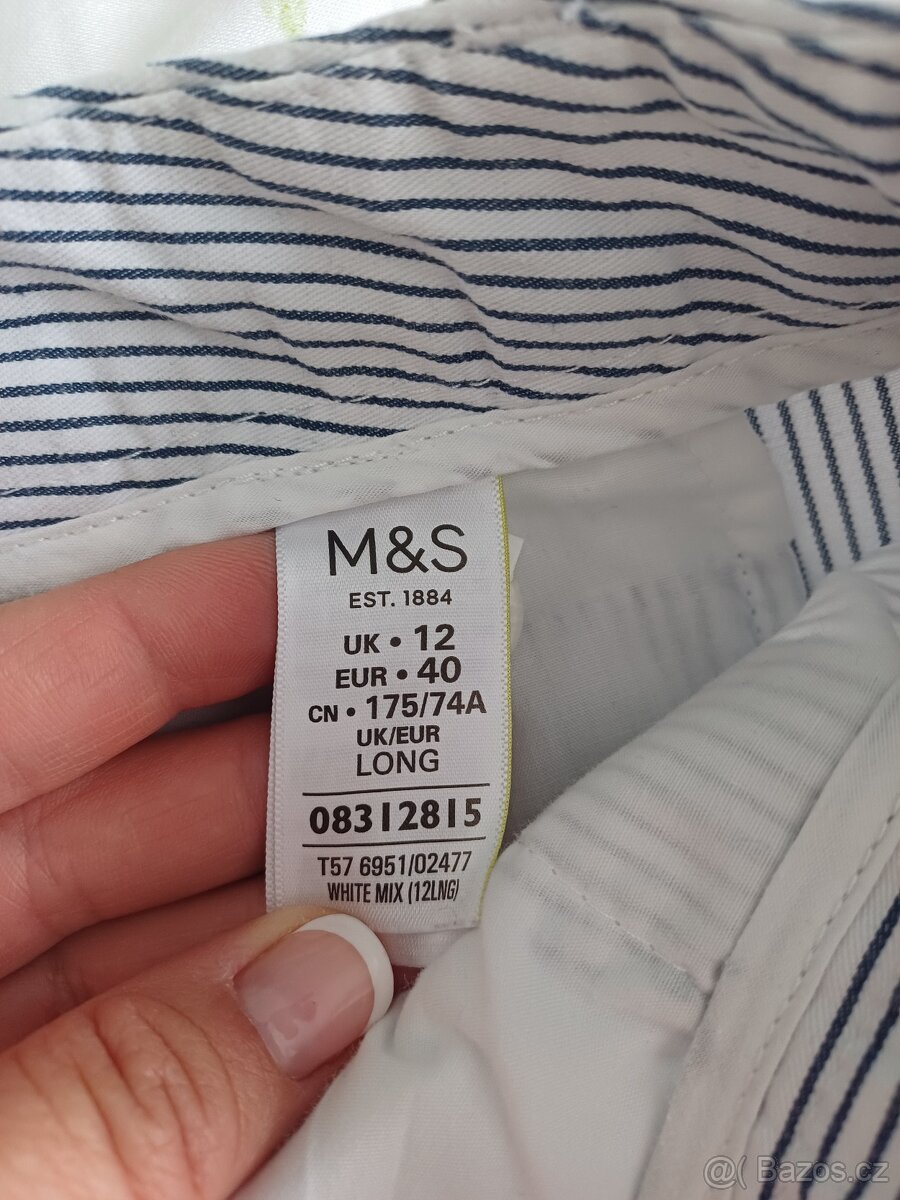 M&S
EST. 1884
UK • 12
EUR • 40
CN • 175/74A
UK/EUR
LONG
08312815
T57 6951/02477
WHITE MIX (12LNG)
@( Bazos.cz